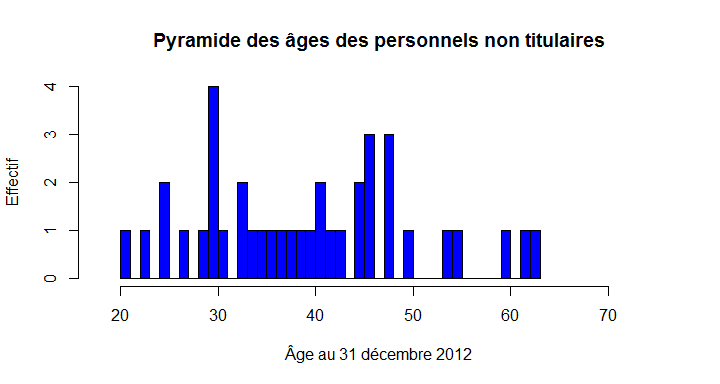 Pyramide des âges des personnels non titulaires
Effectif
4
3
2
1
0
20 30 40 50 60 70
Âge au 31 décembre 2012